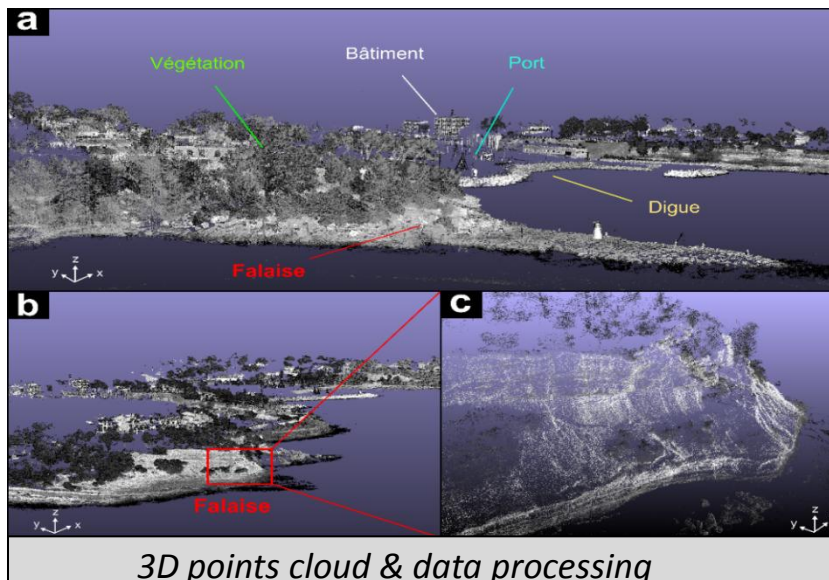 a
Végétation
Bâtiment
Port
Digue
Falaise
z
y x
b
Falaise
z
y x
c
z
y x
3D points cloud & data processing